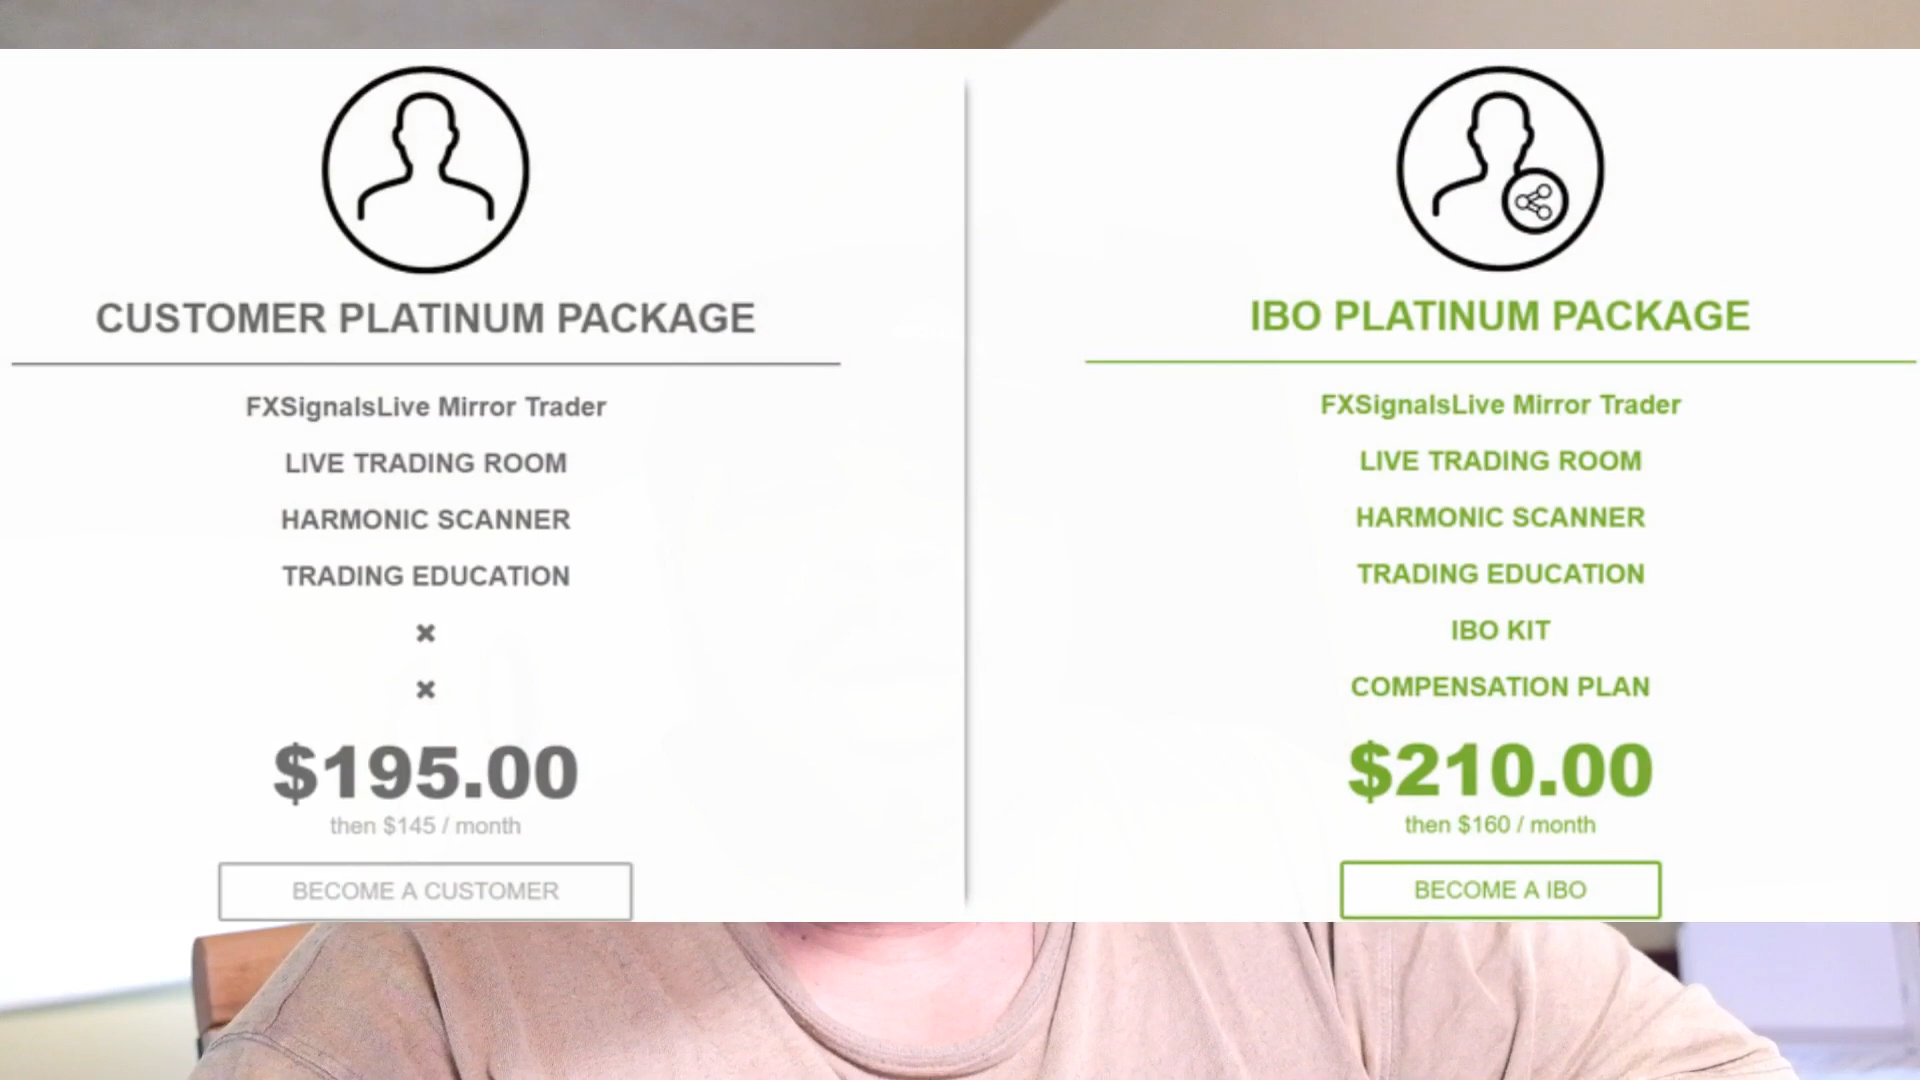 CUSTOMER PLATINUM PACKAGE
FXSignalsLive Mirror Trader
LIVE TRADING ROOM
HARMONIC SCANNER
TRADING EDUCATION
$195.00
then $145 / month
BECOME A CUSTOMER
IBO PLATINUM PACKAGE
FXSignalsLive Mirror Trader
LIVE TRADING ROOM
HARMONIC SCANNER
TRADING EDUCATION
IBO KIT
COMPENSATION PLAN
$210.00
then $160 / month
BECOME A IBO